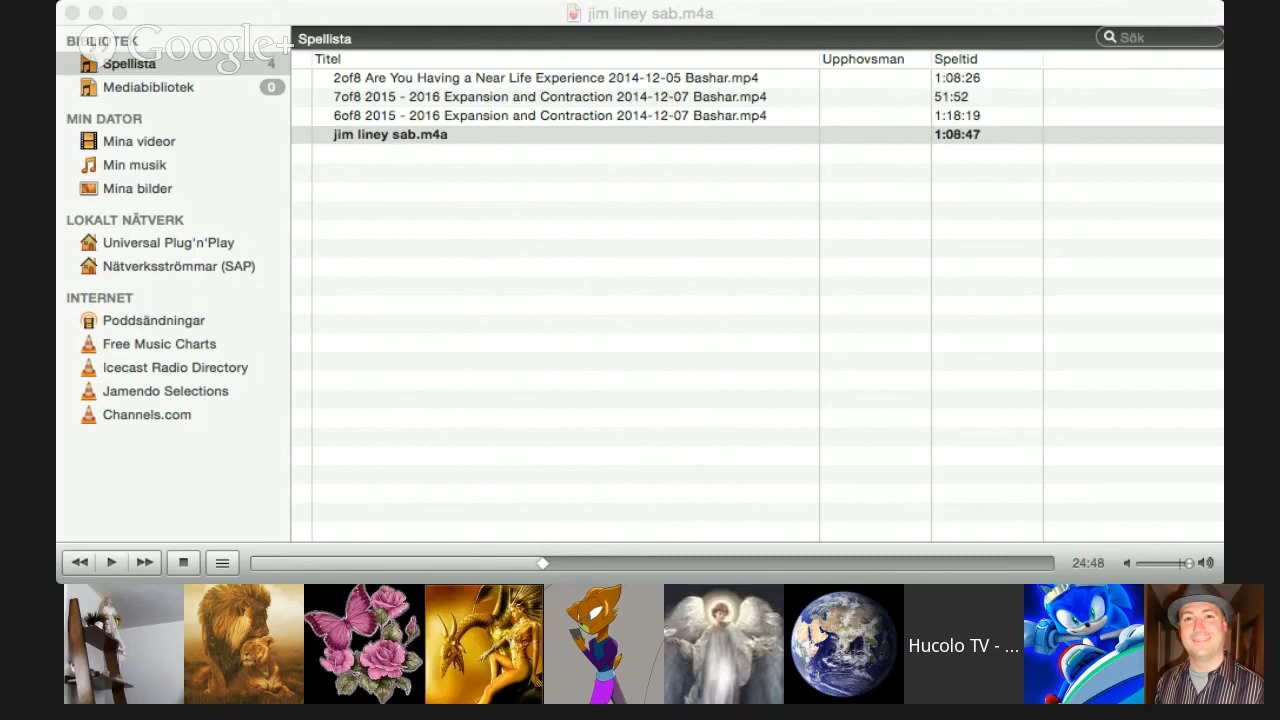 jim liney sab.m4a
Google+
BIBLIOTEK
Spellista 4
Mediabibliotek 0
MIN DATOR
Mina videor
Min musik
Mina bilder
LOKALT NÄTVERK
Universal Plug'n'Play
Nätverksströmmar (SAP)
INTERNET
Poddsändningar
Free Music Charts
Icecast Radio Directory
Jamendo Selections
Channels.com
Spellista
Sök
Titel Upphovsman Speltid
2of8 Are You Having a Near Life Experience 2014-12-05 Bashar.mp4 1:08:26
7of8 2015 - 2016 Expansion and Contraction 2014-12-07 Bashar.mp4 51:52
6of8 2015 - 2016 Expansion and Contraction 2014-12-07 Bashar.mp4 1:18:19
jim liney sab.m4a 1:08:47
24:48
Hucolo TV - ...